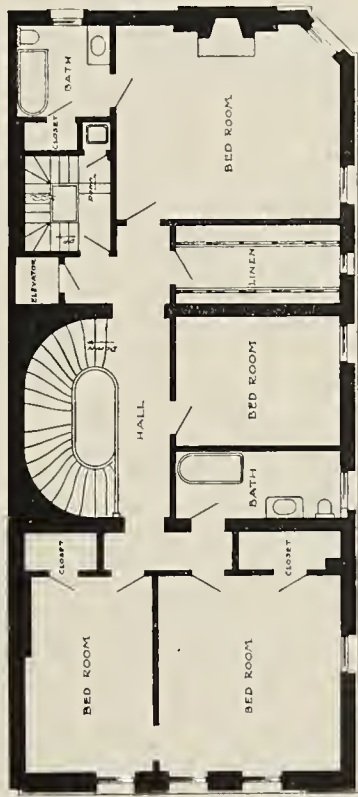 BATH
CLOSET
BED ROOM
ELEVATOR
LINEN
HALL
BED ROOM
BATH
CLOSET
CLOSET
BED ROOM
BED ROOM